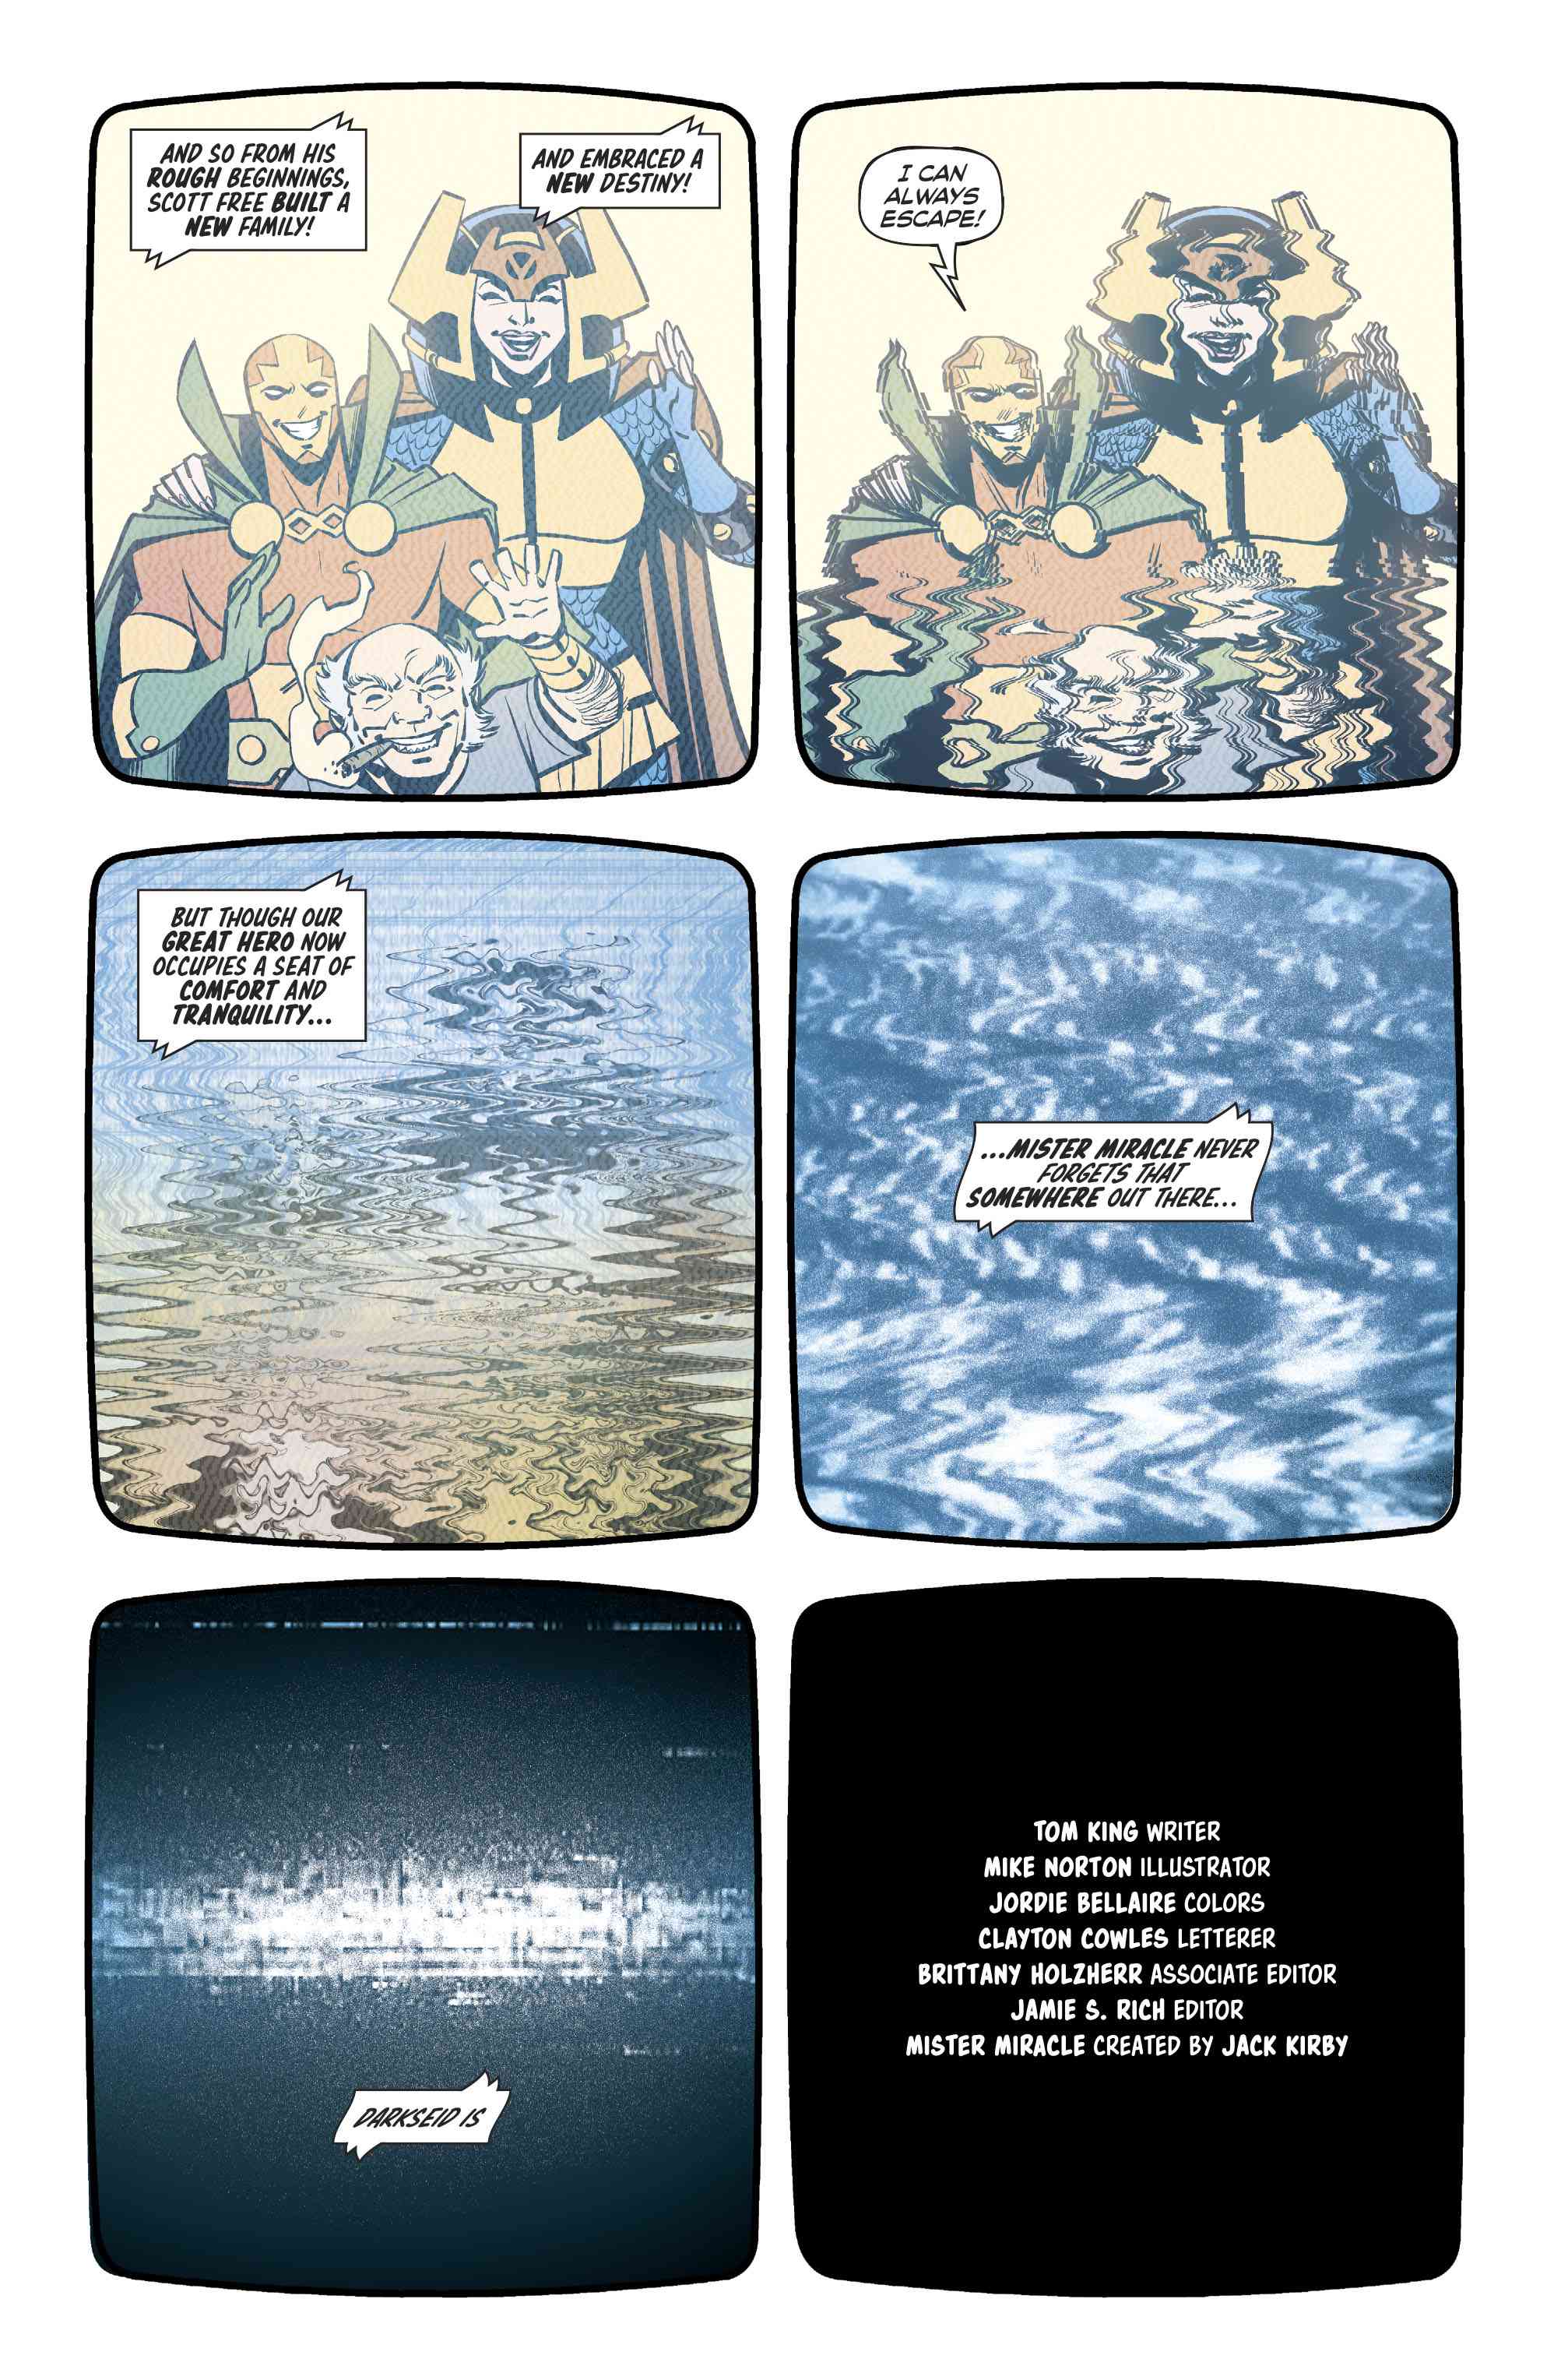 AND SO FROM HIS
ROUGH BEGINNINGS,
SCOTT FREE BUILT A
NEW FAMILY!
AND EMBRACED A
NEW DESTINY!
I CAN
ALWAYS
ESCAPE!
BUT THOUGH OUR
GREAT HERO NOW
OCCUPIES A SEAT OF
COMFORT AND
TRANQUILITY...
...MISTER MIRACLE NEVER
FORGETS THAT
SOMEWHERE OUT THERE...
DARKSEID IS
TOM KING WRITER
MIKE NORTON ILLUSTRATOR
JORDIE BELLAIRE COLORS
CLAYTON COWLES LETTERER
BRITTANY HOLZHERR ASSOCIATE EDITOR
JAMIE S. RICH EDITOR
MISTER MIRACLE CREATED BY JACK KIRBY